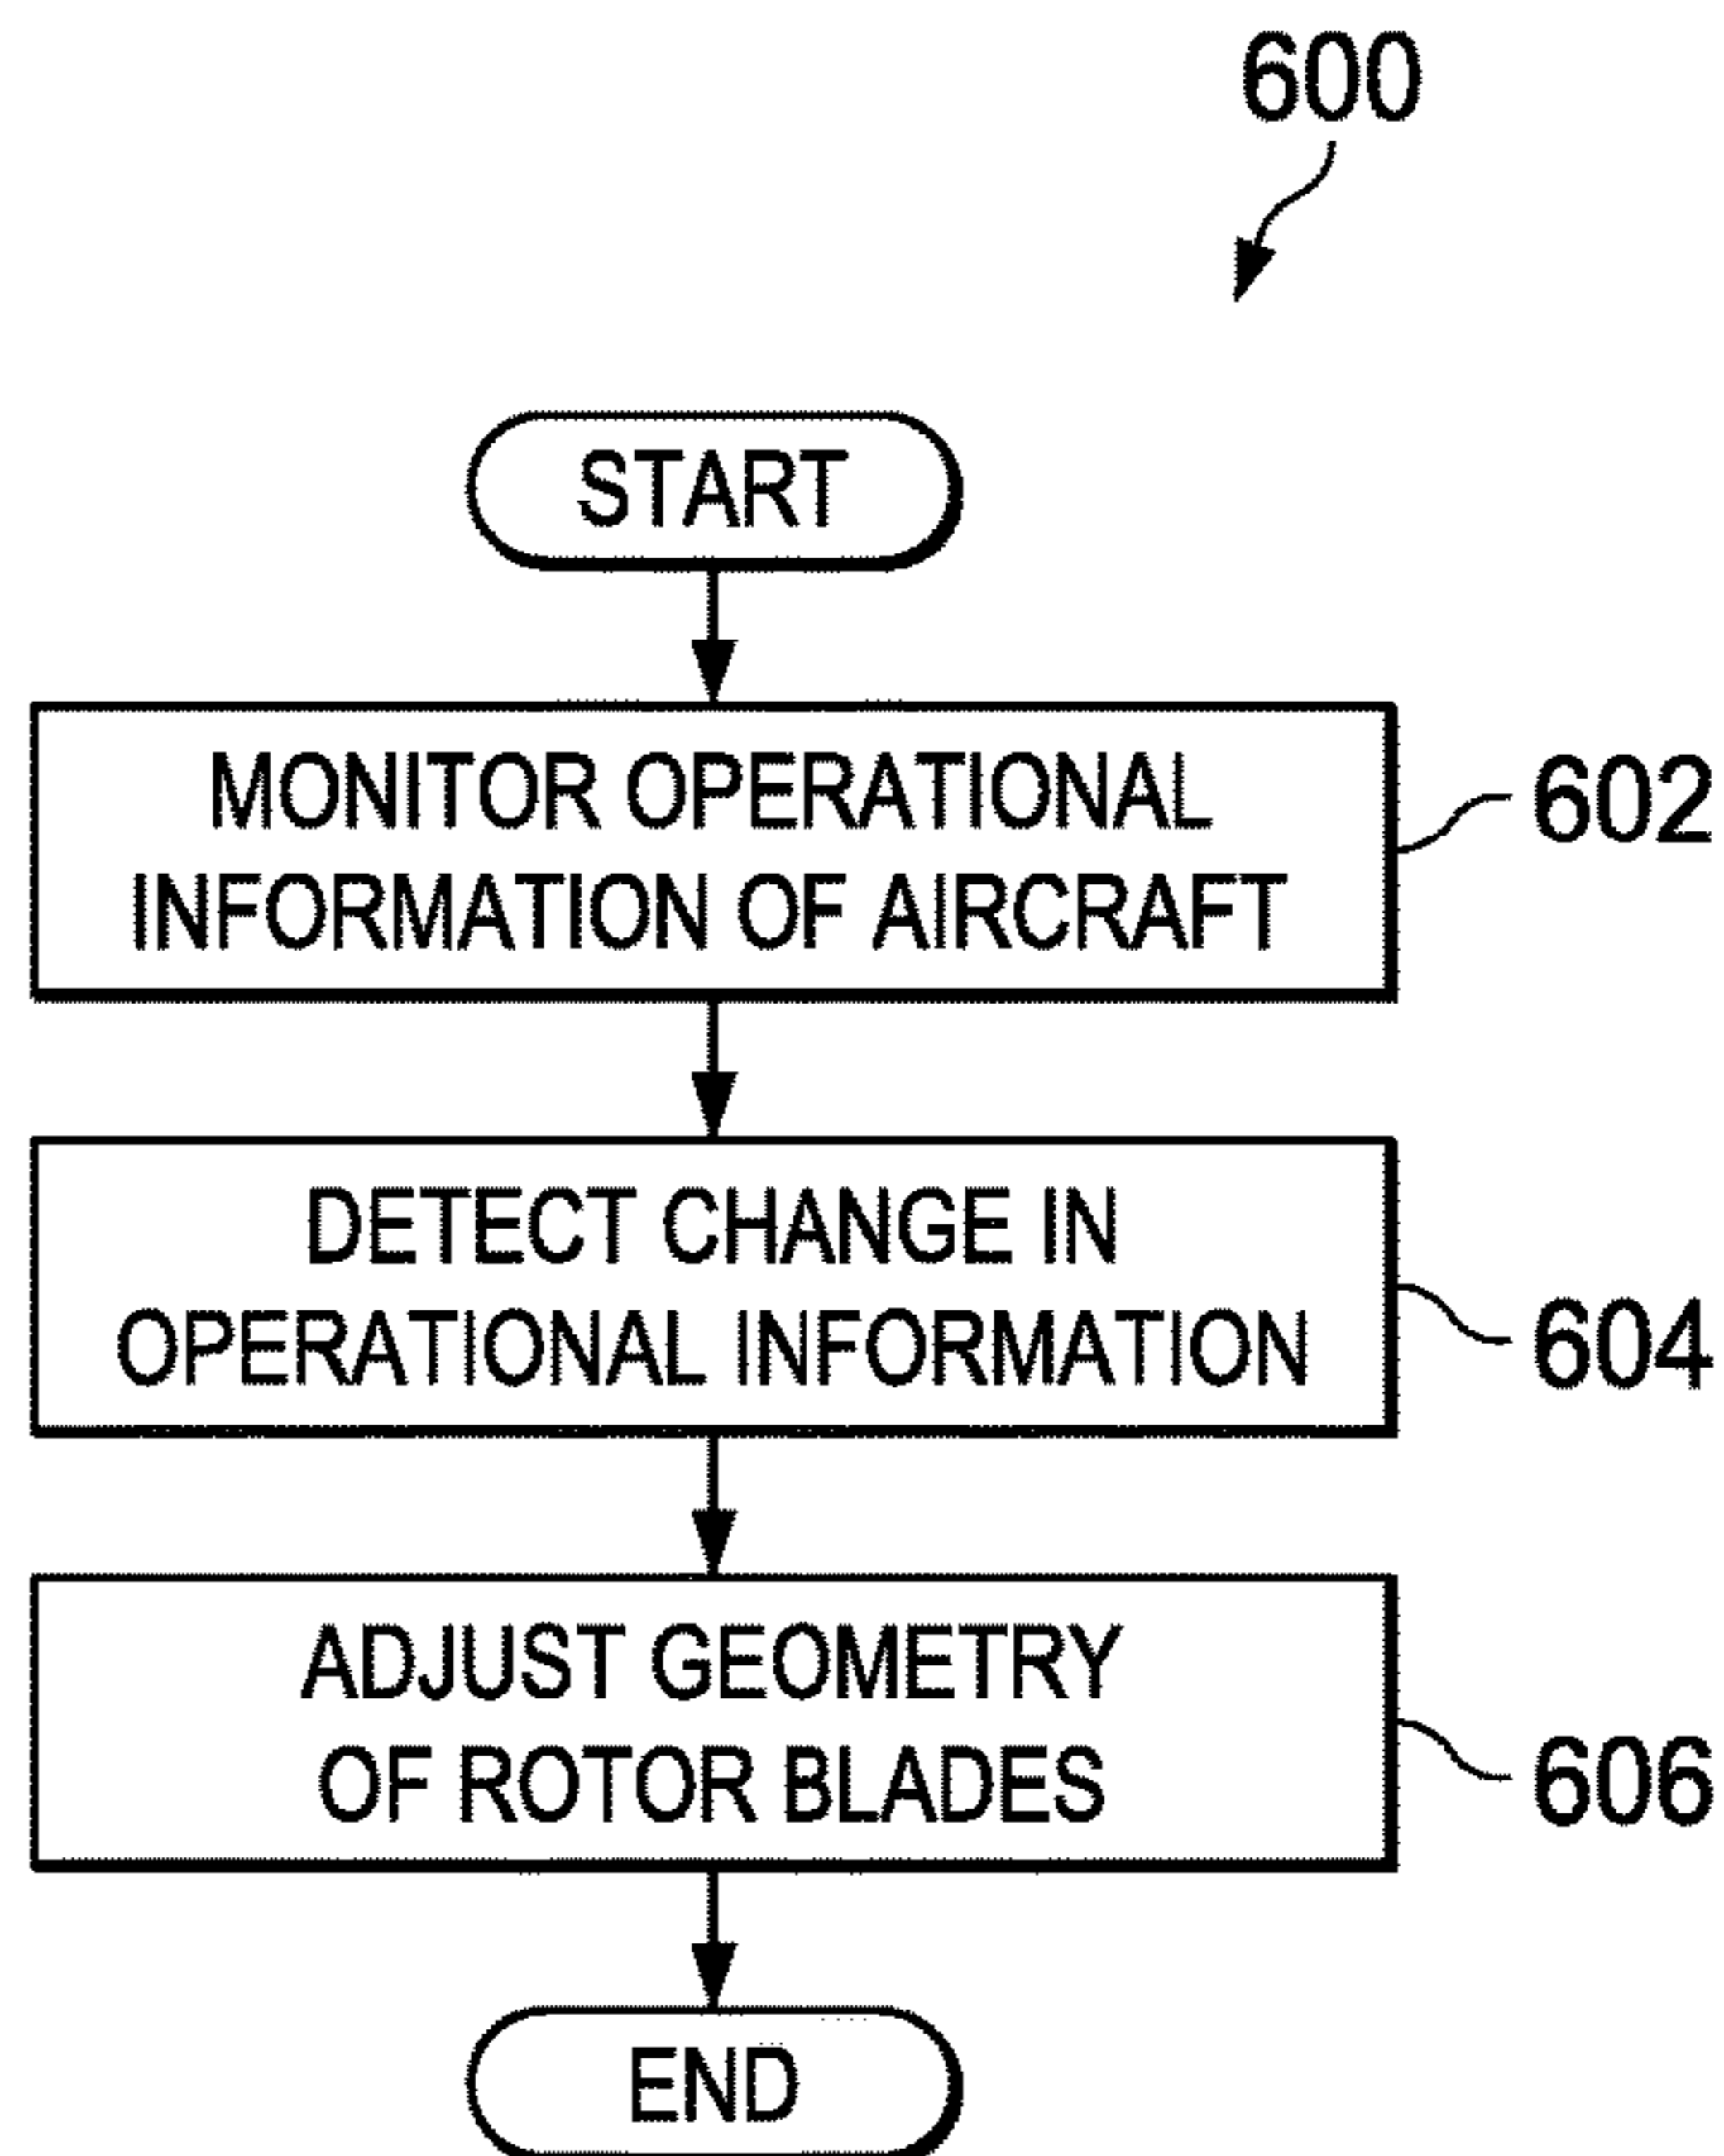 600
START
MONITOR OPERATIONAL
INFORMATION OF AIRCRAFT
602
DETECT CHANGE IN
OPERATIONAL INFORMATION
604
ADJUST GEOMETRY
OF ROTOR BLADES
606
END